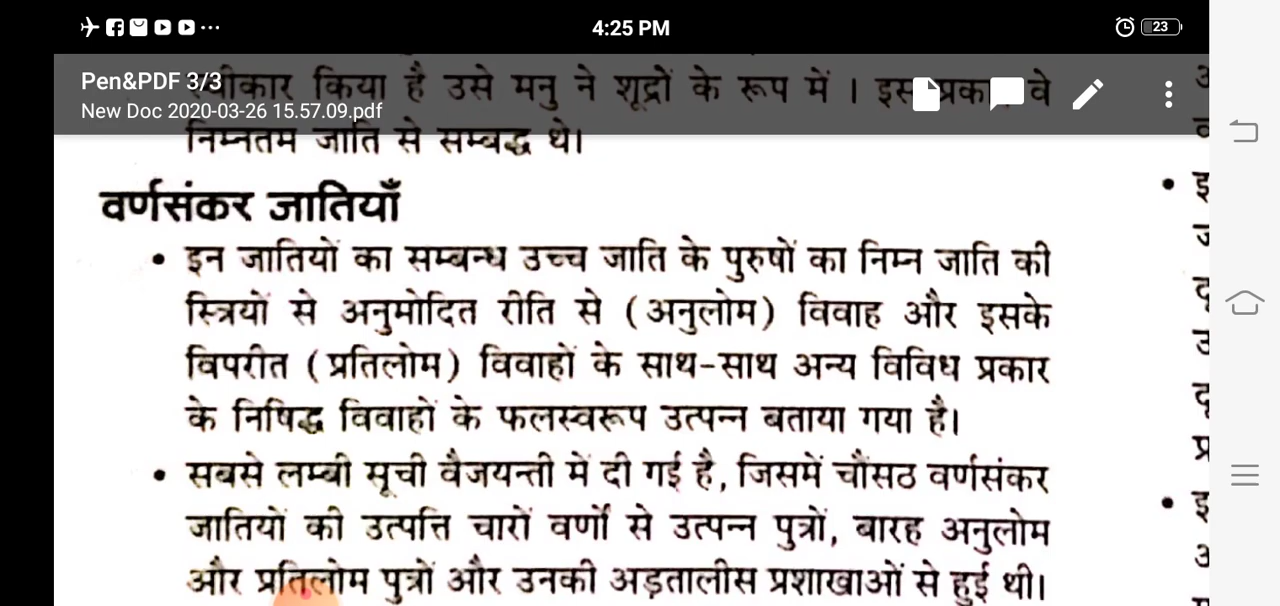 4:25 PM
23
Pen&PDF 3/3
New Doc 2020-03-26 15.57.09.pdf
स्वीकार किया है उसे मनु ने शूद्रों के रूप में । इस प्रकार वे
निम्नतम जाति से सम्बद्ध थे।
वर्णसंकर जातियाँ
• इन जातियों का सम्बन्ध उच्च जाति के पुरुषों का निम्न जाति की
स्त्रियों से अनुमोदित रीति से (अनुलोम) विवाह और इसके
विपरीत (प्रतिलोम) विवाहों के साथ-साथ अन्य विविध प्रकार
के निषिद्ध विवाहों के फलस्वरूप उत्पन्न बताया गया है।
• सबसे लम्बी सूची वैजयन्ती में दी गई है, जिसमें चौंसठ वर्णसंकर
जातियों की उत्पत्ति चारों वर्णों से उत्पन्न पुत्रों, बारह अनुलोम
और प्रतिलोम पुत्रों और उनकी अड़तालीस प्रशाखाओं से हुई थी।